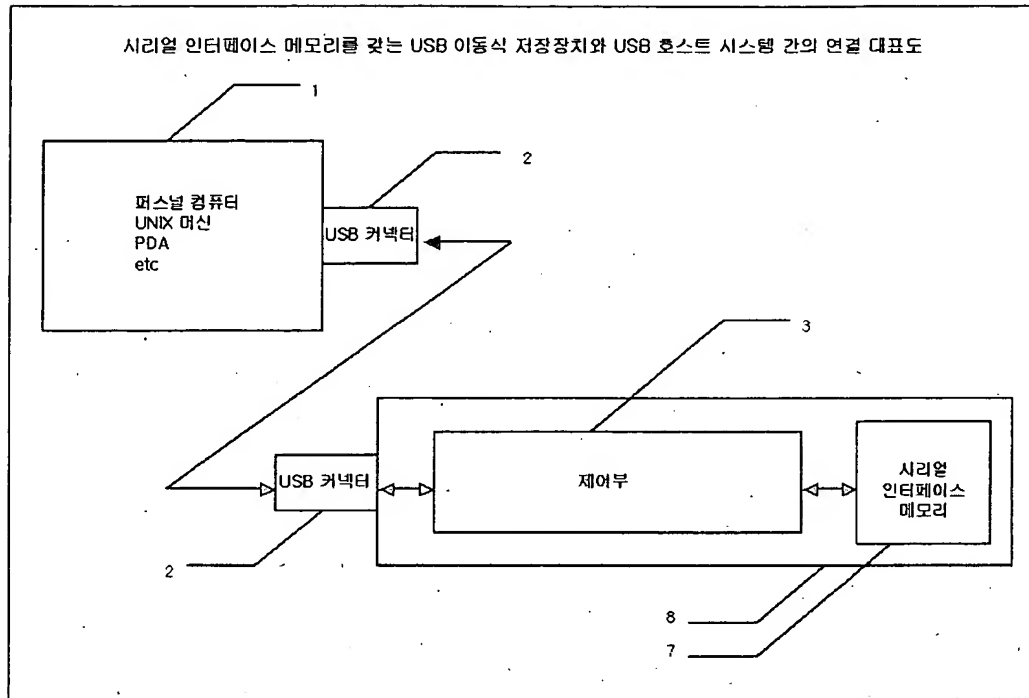 시리얼 인터페이스 메모리를 갖는 USB 이동식 저장장치와 USB 호스트 시스템 간의 연결 대표도
1
2
퍼스널 컴퓨터
UNIX 머신
PDA
etc
USB 커넥터
3
USB 커넥터
제어부
시리얼
인터페이스
메모리
2
8
7